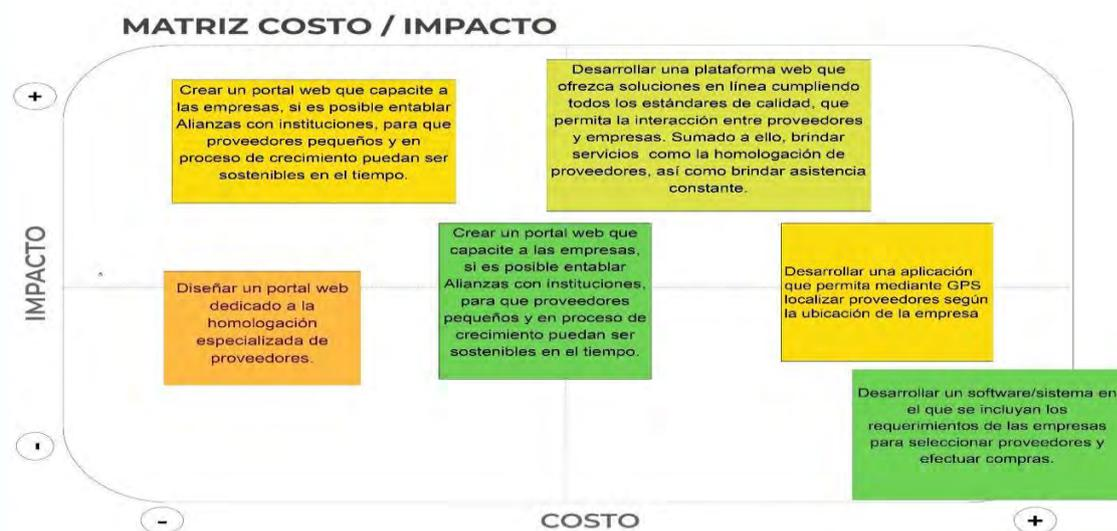 MATRIZ COSTO / IMPACTO
+
IMPACTO
-
Crear un portal web que capacite a
las empresas, si es posible entablar
Alianzas con instituciones, para que
proveedores pequeños y en
proceso de crecimiento puedan ser
sostenibles en el tiempo.
Desarrollar una plataforma web que
ofrezca soluciones en línea cumpliendo
todos los estándares de calidad, que
permita la interacción entre proveedores
y empresas. Sumado a ello, brindar
servicios como la homologación de
proveedores, así como brindar asistencia
constante.
Diseñar un portal web
dedicado a la
homologación
especializada de
proveedores.
Crear un portal web que
capacite a las empresas,
si es posible entablar
Alianzas con instituciones,
para que proveedores
pequeños y en proceso de
crecimiento puedan ser
sostenibles en el tiempo.
Desarrollar una aplicación
que permita mediante GPS
localizar proveedores según
la ubicación de la empresa
Desarrollar un software/sistema en
el que se incluyan los
requerimientos de las empresas
para seleccionar proveedores y
efectuar compras.
-
COSTO
+